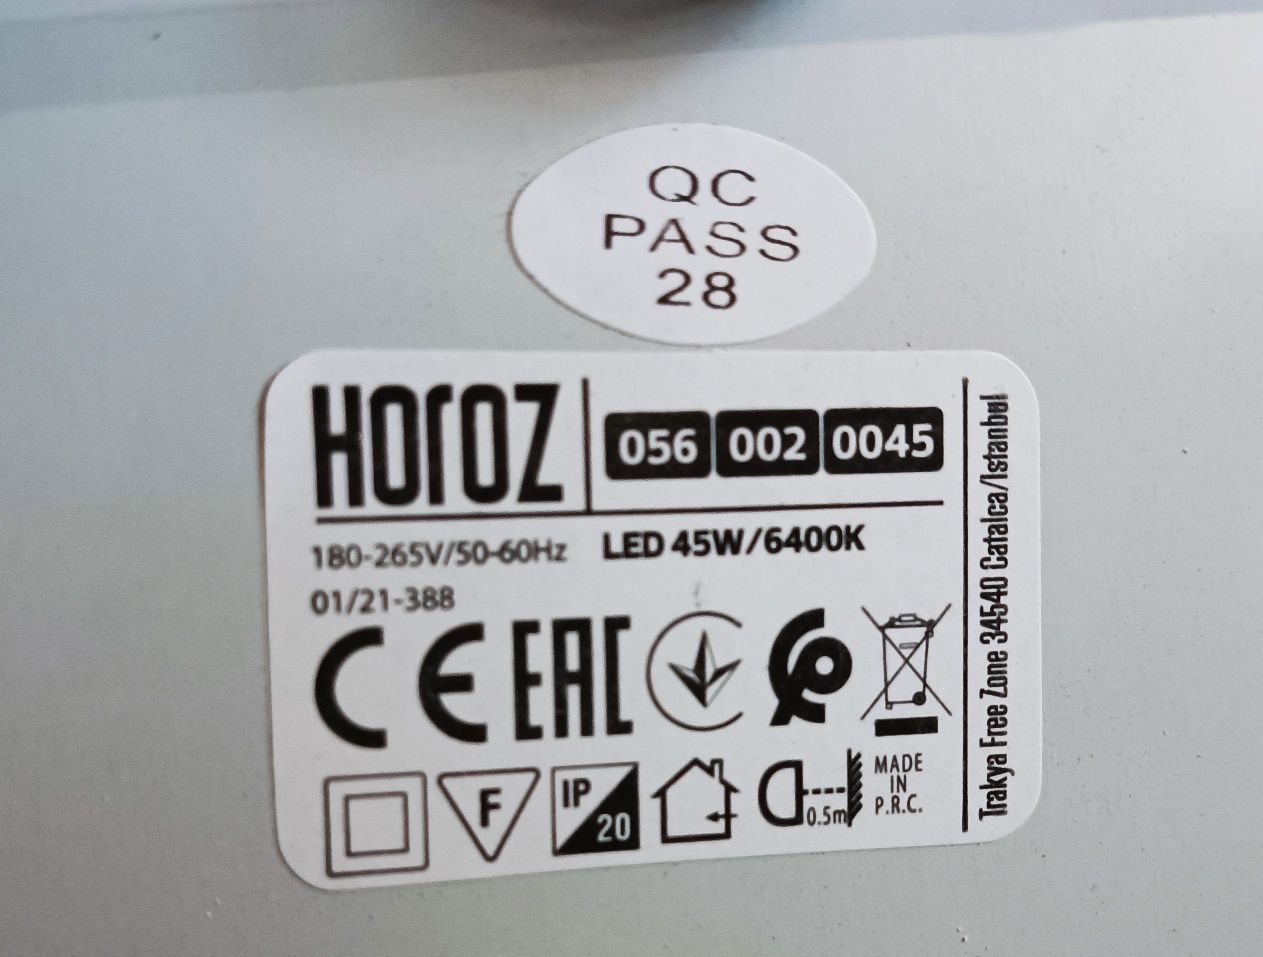 QC
PASS
28
HOROZ
056 002 0045
180-265V/50-60Hz LED 45W/6400K
01/21-388
CE EAC
F
IP
20
0.5m
MADE
IN
P.R.C.
Trakya Free Zone 34540 Catalca/Istanbul